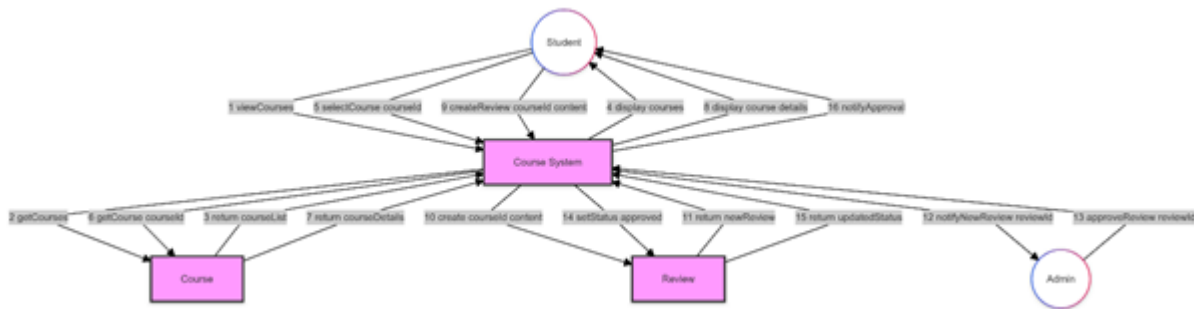 Student
1 viewCourses
5 selectCourse courseId
9 createReview courseId content
4 display courses
8 display course details
16 notifyApproval
Course System
2 getCourses
6 getCourse courseId
3 return courseList
7 return courseDetails
10 create courseId content
14 setStatus approved
11 return newReview
15 return updatedStatus
12 notifyNewReview reviewId
13 approveReview reviewId
Course
Review
Admin